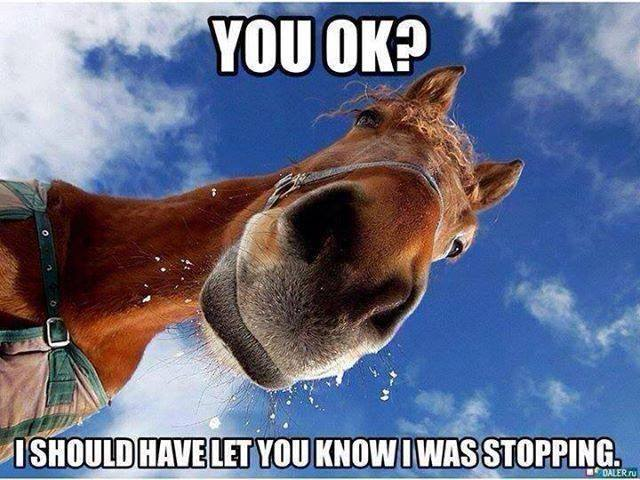 YOU OK?
I SHOULD HAVE LET YOU KNOW I WAS STOPPING.
DALER.ru